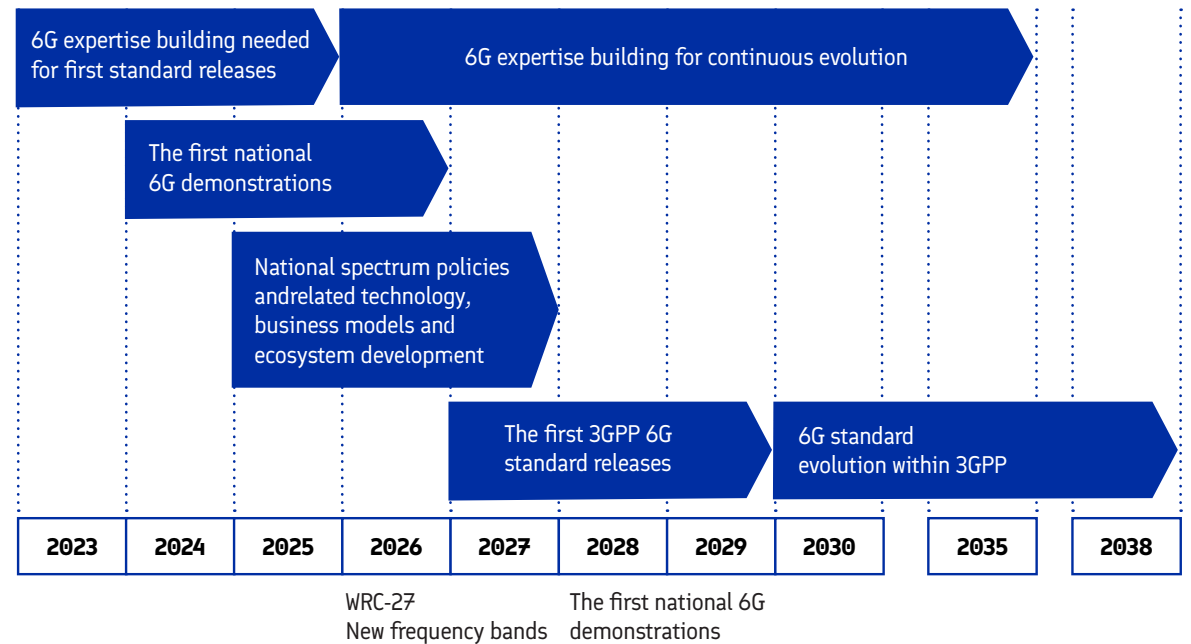 6G expertise building needed
for first standard releases
6G expertise building for continuous evolution
The first national
6G demonstrations
National spectrum policies
andrelated technology,
business models and
ecosystem development
The first 3GPP 6G
standard releases
6G standard
evolution within 3GPP
2023
2024
2025
2026
2027
2028
2029
2030
2035
2038
WRC-27
New frequency bands
The first national 6G
demonstrations